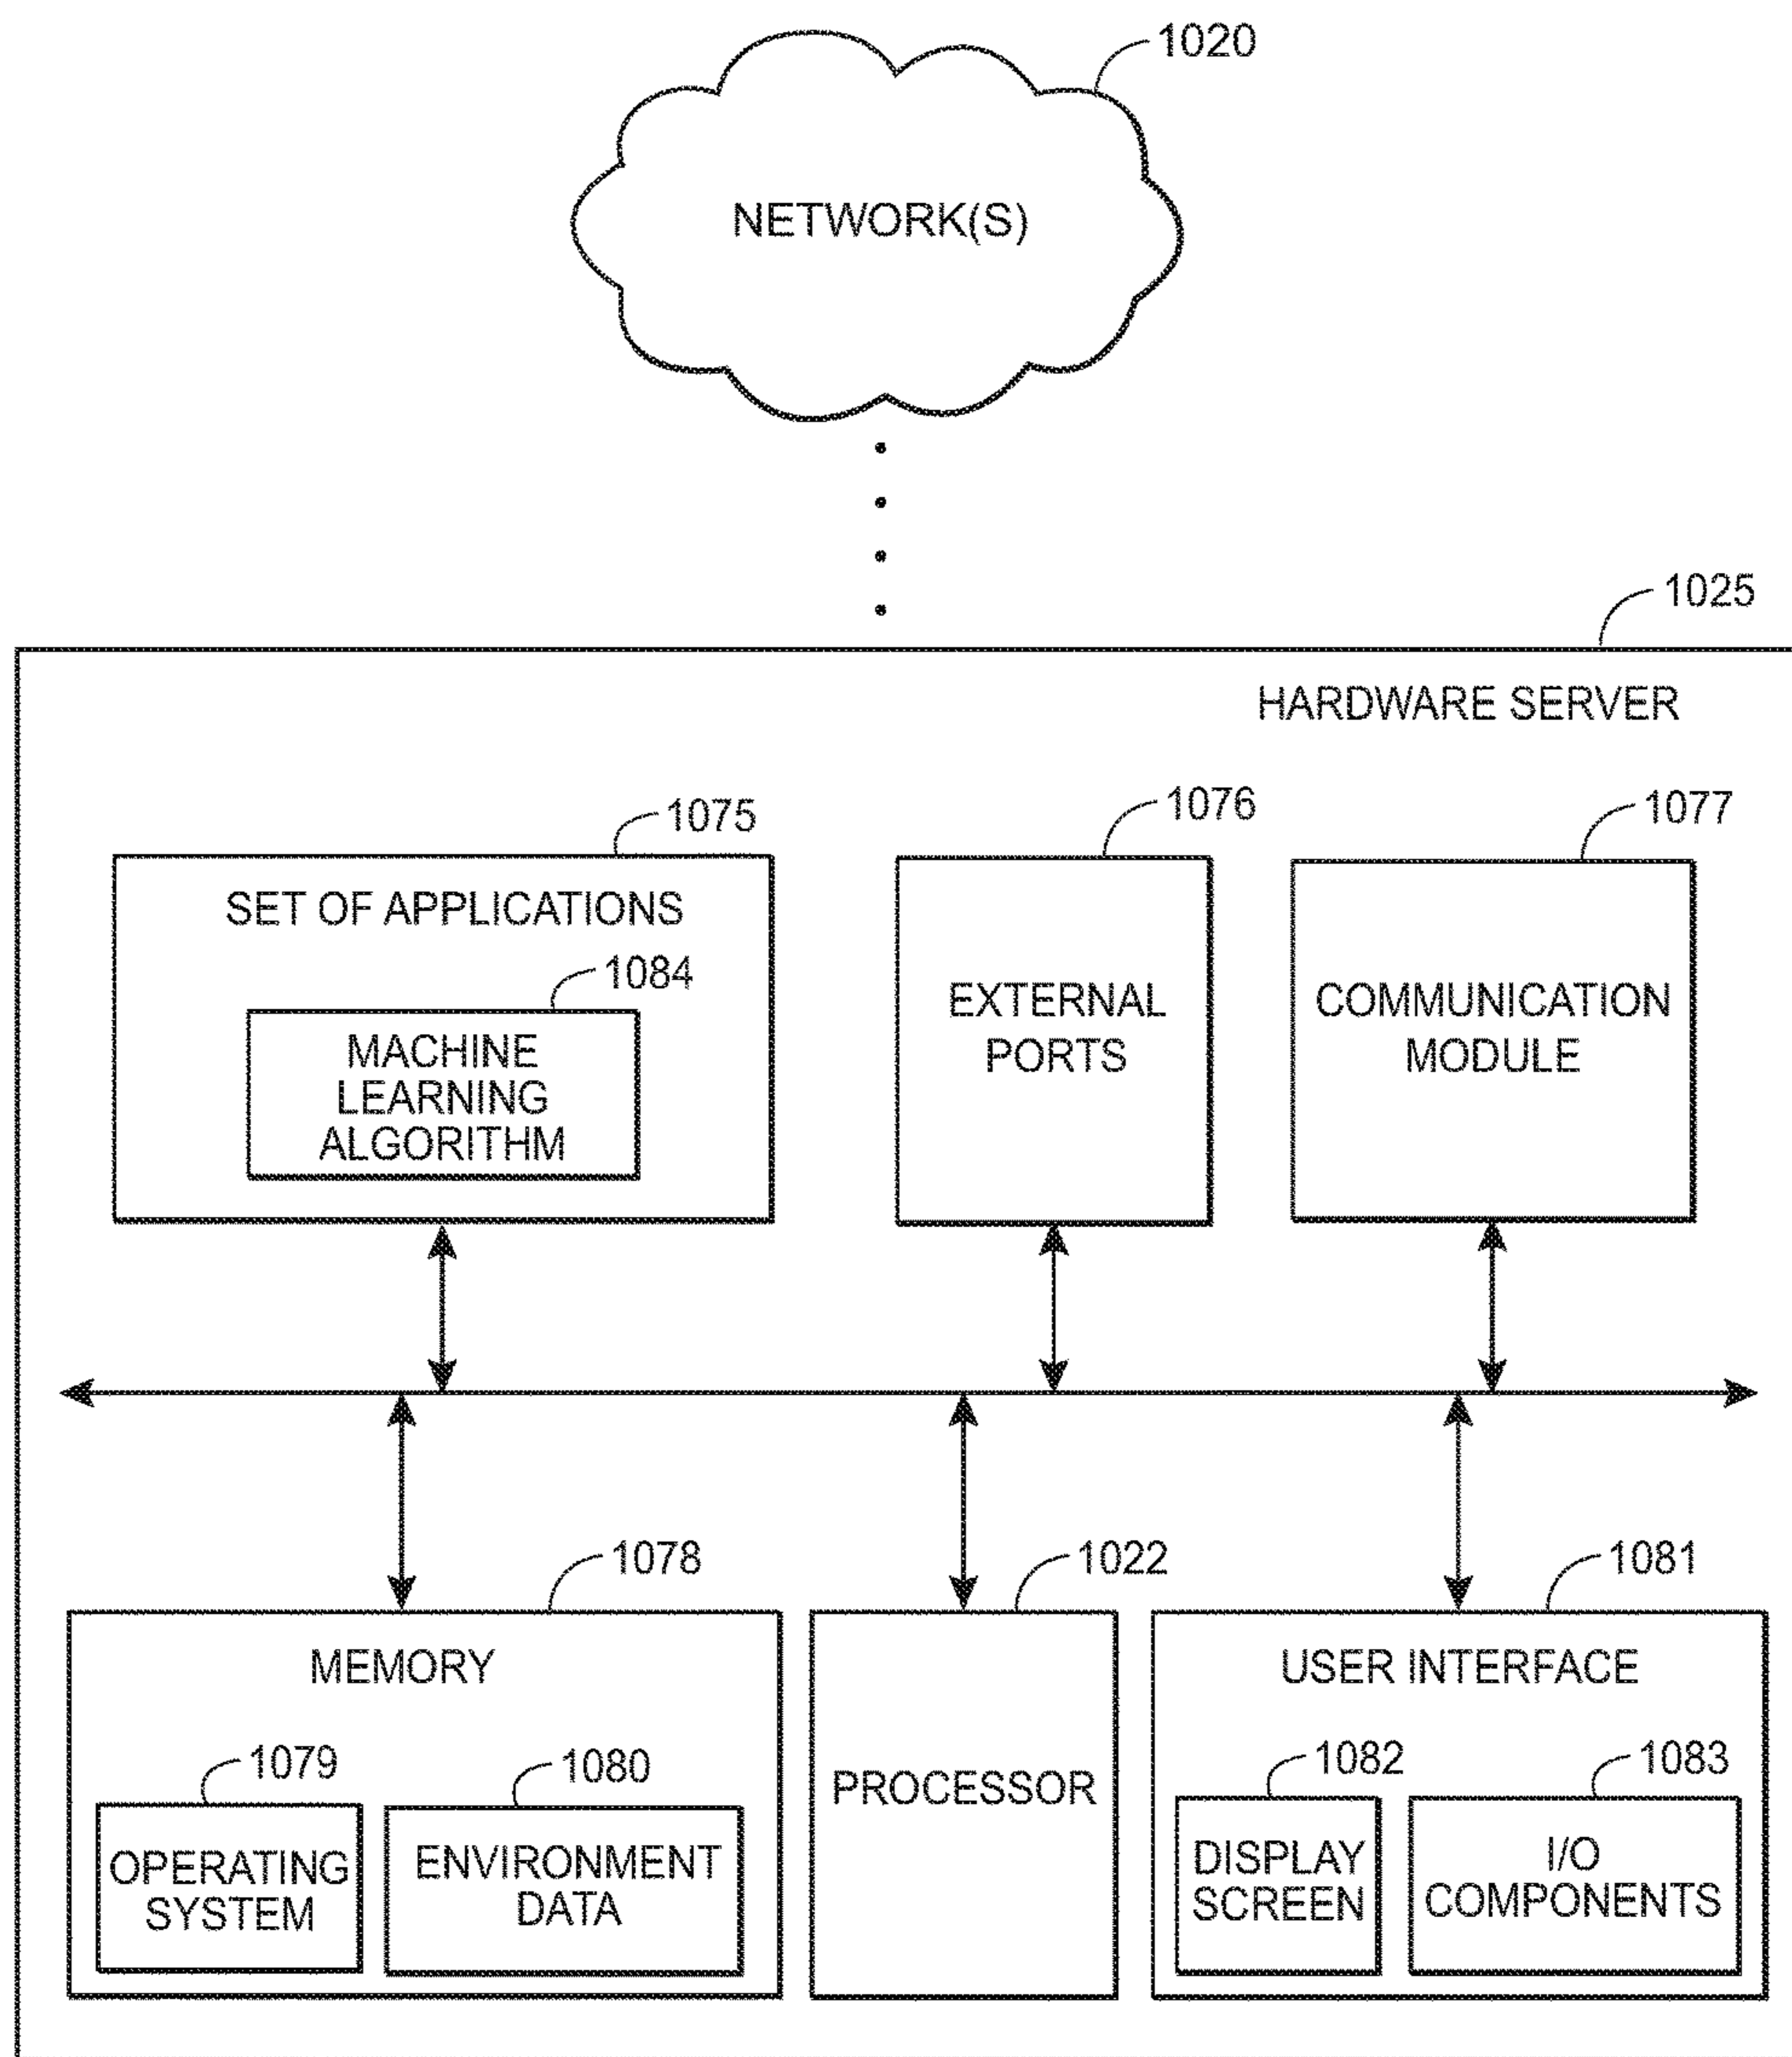 1020
NETWORK(S)
1025
HARDWARE SERVER
1075
SET OF APPLICATIONS
1084
MACHINE
LEARNING
ALGORITHM
1076
EXTERNAL
PORTS
1077
COMMUNICATION
MODULE
1078
MEMORY
1079
OPERATING
SYSTEM
1080
ENVIRONMENT
DATA
1022
PROCESSOR
1081
USER INTERFACE
1082
DISPLAY
SCREEN
1083
I/O
COMPONENTS